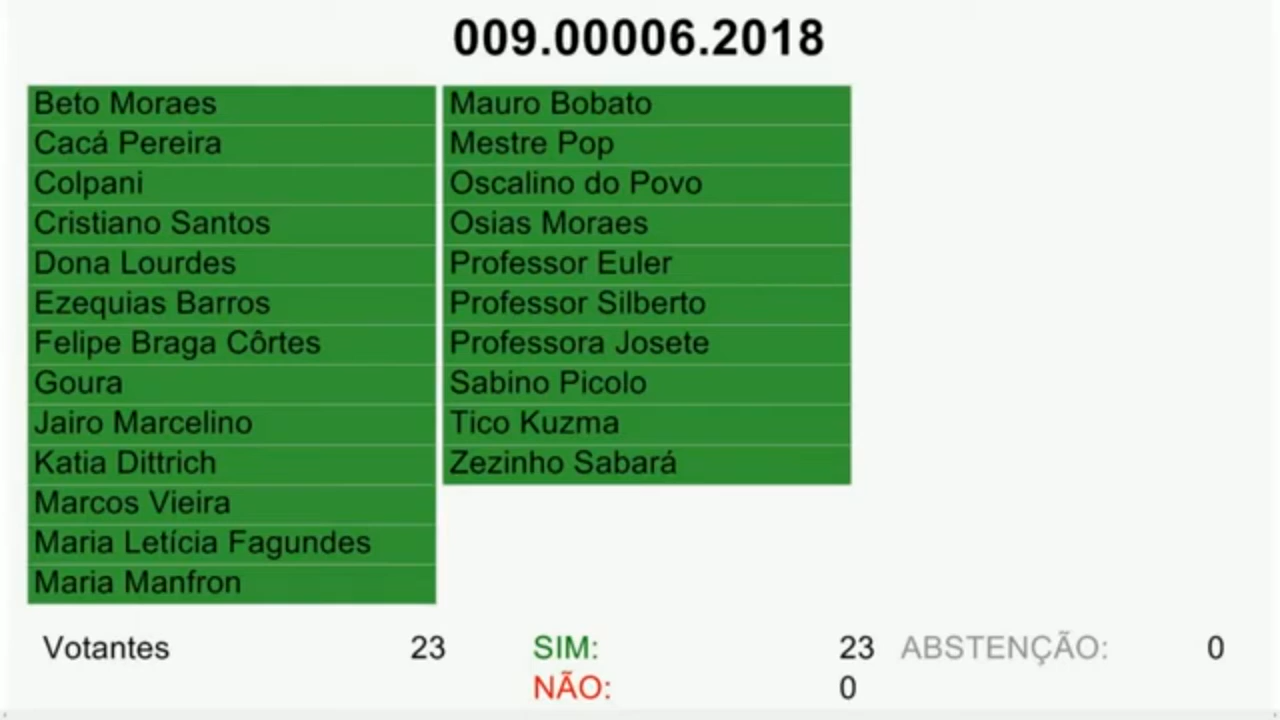 009.00006.2018
Beto Moraes
Cacá Pereira
Colpani
Cristiano Santos
Dona Lourdes
Ezequias Barros
Felipe Braga Côrtes
Goura
Jairo Marcelino
Katia Dittrich
Marcos Vieira
Maria Letícia Fagundes
Maria Manfron
Mauro Bobato
Mestre Pop
Oscalino do Povo
Osias Moraes
Professor Euler
Professor Silberto
Professora Josete
Sabino Picolo
Tico Kuzma
Zezinho Sabará
Votantes 23 SIM: 23 ABSTENÇÃO: 0
NÃO: 0